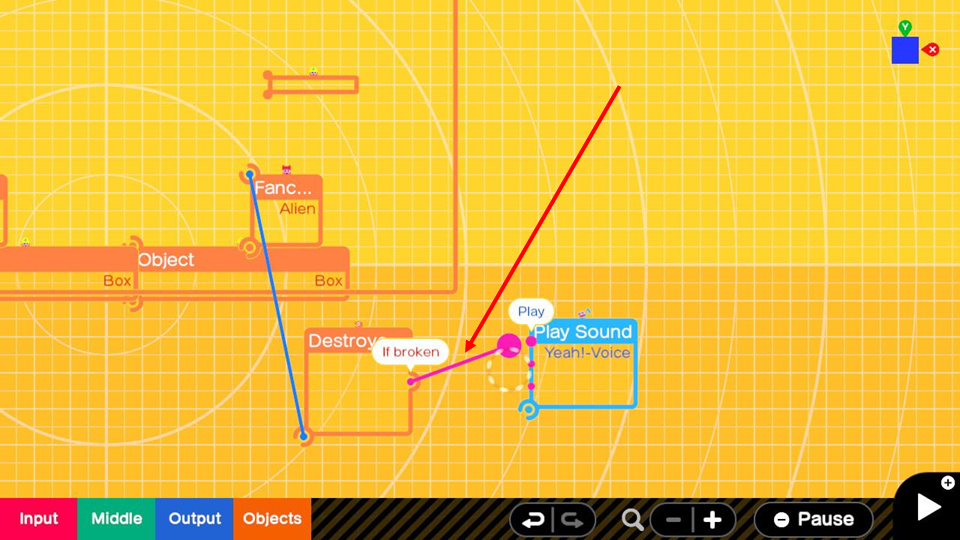 Y
X
Fanc...
Alien
Object
Box
Box
Play
Play Sound
Yeah!-Voice
Destroy
If broken
Input
Middle
Output
Objects
Pause